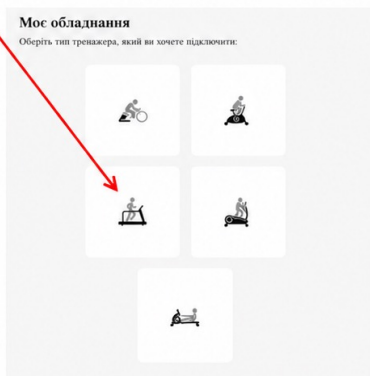 Моє обладнання
Оберіть тип тренажера, який ви хочете підключити: